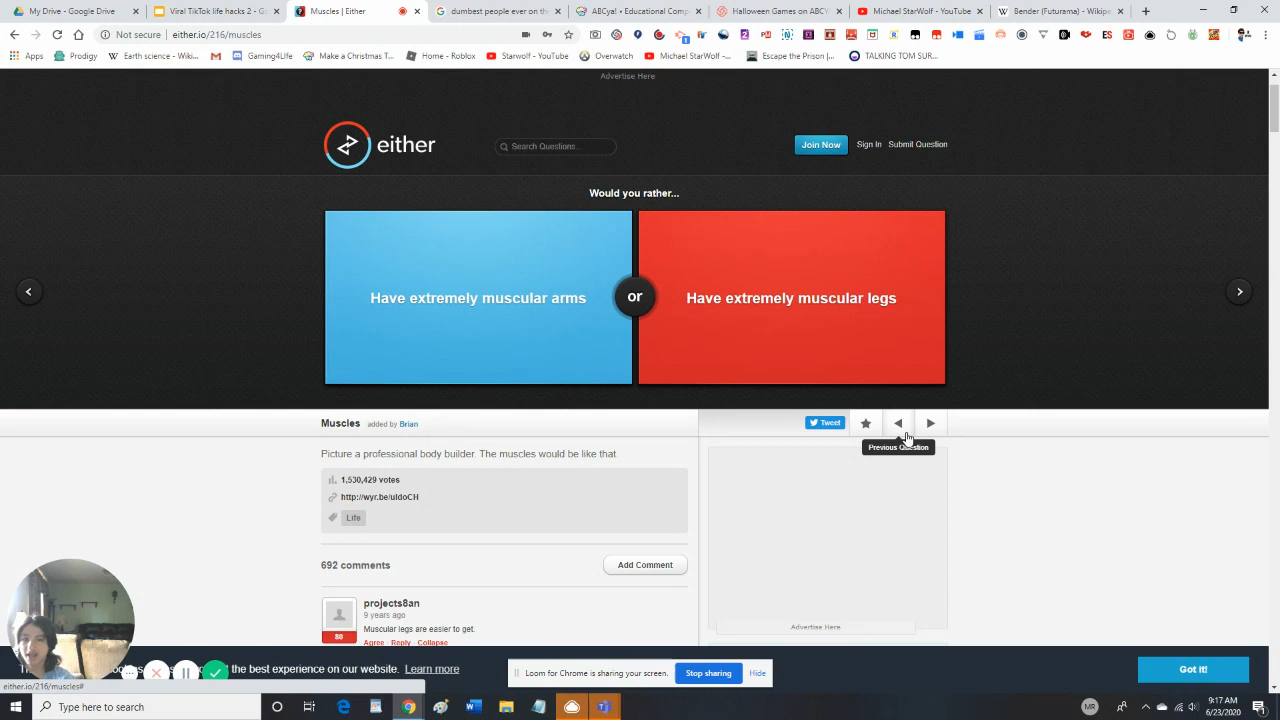 My Drive - Google Drive
Viral TikTok life hacks 2 - G
Muscles | Either
dumbest people ever on th
ABCya! • Educational Comp
Halloween Games on ABCY
Michael StarWolf - YouTube
Bender (Futurama) - Wikipe
Not secure | either.io/216/muscles
Apps
Prodigy
Earth science - Wiki...
Gaming4Life
Make a Christmas T...
Home - Roblox
Starwolf - YouTube
Overwatch
Michael StarWolf -...
Escape the Prison |...
TALKING TOM SUR...
Advertise Here
either
Search Questions...
Join Now
Sign In
Submit Question
Would you rather...
Have extremely muscular arms
or
Have extremely muscular legs
Muscles added by Brian
Tweet
Previous Question
Picture a professional body builder. The muscles would be like that.
1,530,429 votes
http://wyr.be/uIdoCH
Life
692 comments
Add Comment
projects8an
9 years ago
Muscular legs are easier to get.
80
Agree · Reply · Collapse
Advertise Here
the best experience on our website. Learn more
Loom for Chrome is sharing your screen.
Stop sharing
Hide
Got it!
either.io/216/muscles#
Type here to search
MR
9:17 AM
6/23/2020